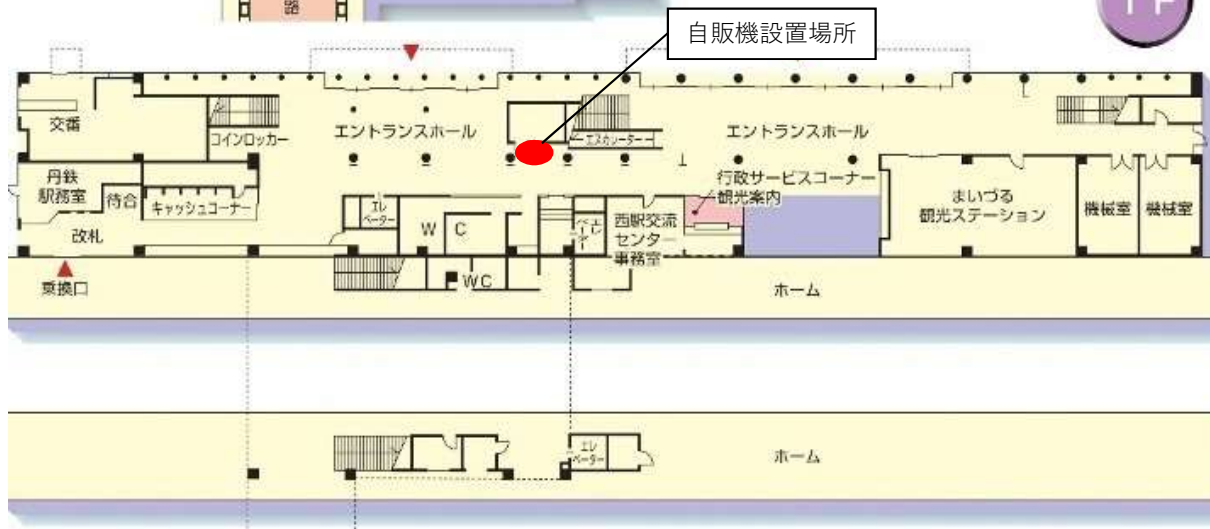 路
1F
自販機設置場所
交番
コインロッカー
エントランスホール
エスカレーター
エントランスホール
丹鉄
駅務室
待合
キャッシュコーナー
改札
エレ
ベーター
W C
エレ
ベーター
西駅交流
センター
事務室
行政サービスコーナー
観光案内
まいづる
観光ステーション
機械室
機械室
乗換口
WC
ホーム
エレ
ベーター
ホーム